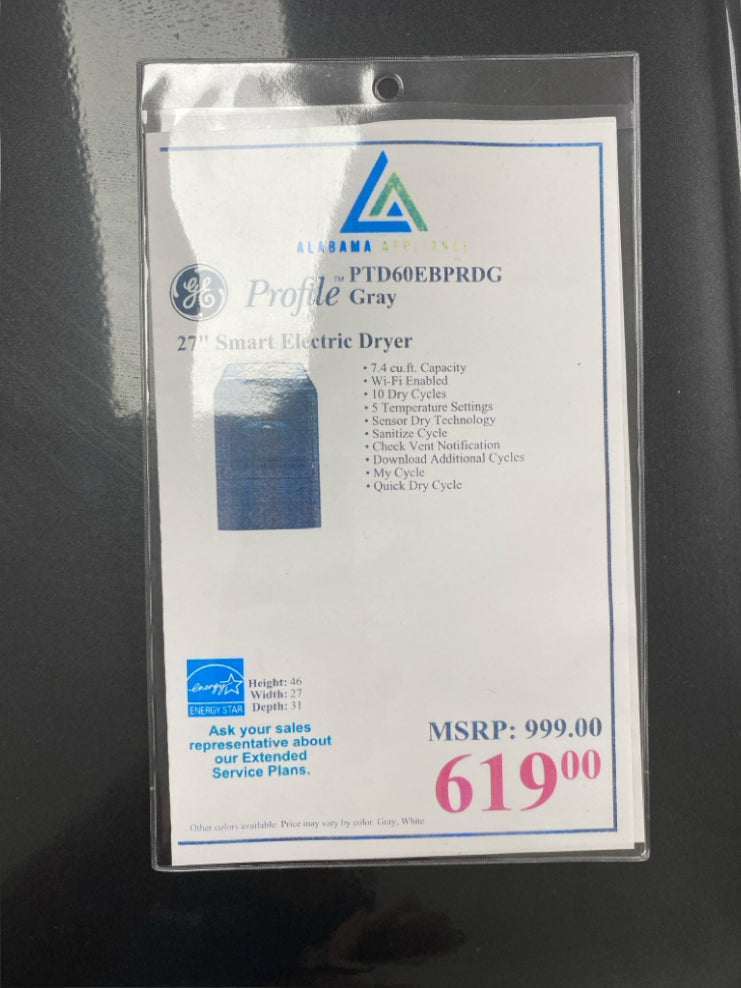 ALABAMA APPLIANCE
GE Profile™ PTD60EBPRDG
Gray
27" Smart Electric Dryer
• 7.4 cu.ft. Capacity
• Wi-Fi Enabled
• 10 Dry Cycles
• 5 Temperature Settings
• Sensor Dry Technology
• Sanitize Cycle
• Check Vent Notification
• Download Additional Cycles
• My Cycle
• Quick Dry Cycle
energy
ENERGY STAR
Height: 46
Width: 27
Depth: 31
Ask your sales
representative about
our Extended
Service Plans.
MSRP: 999.00
61900
Other colors available. Price may vary by color. Gray, White